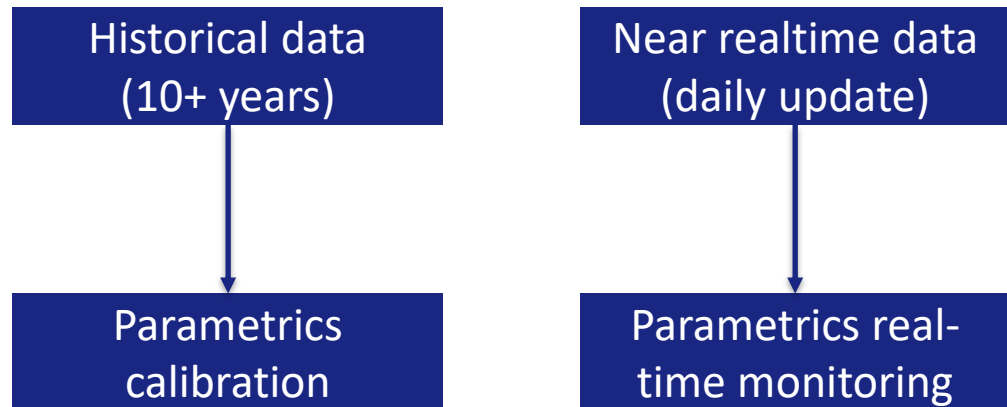 Historical data
(10+ years)
Near realtime data
(daily update)
Parametrics
calibration
Parametrics real-
time monitoring